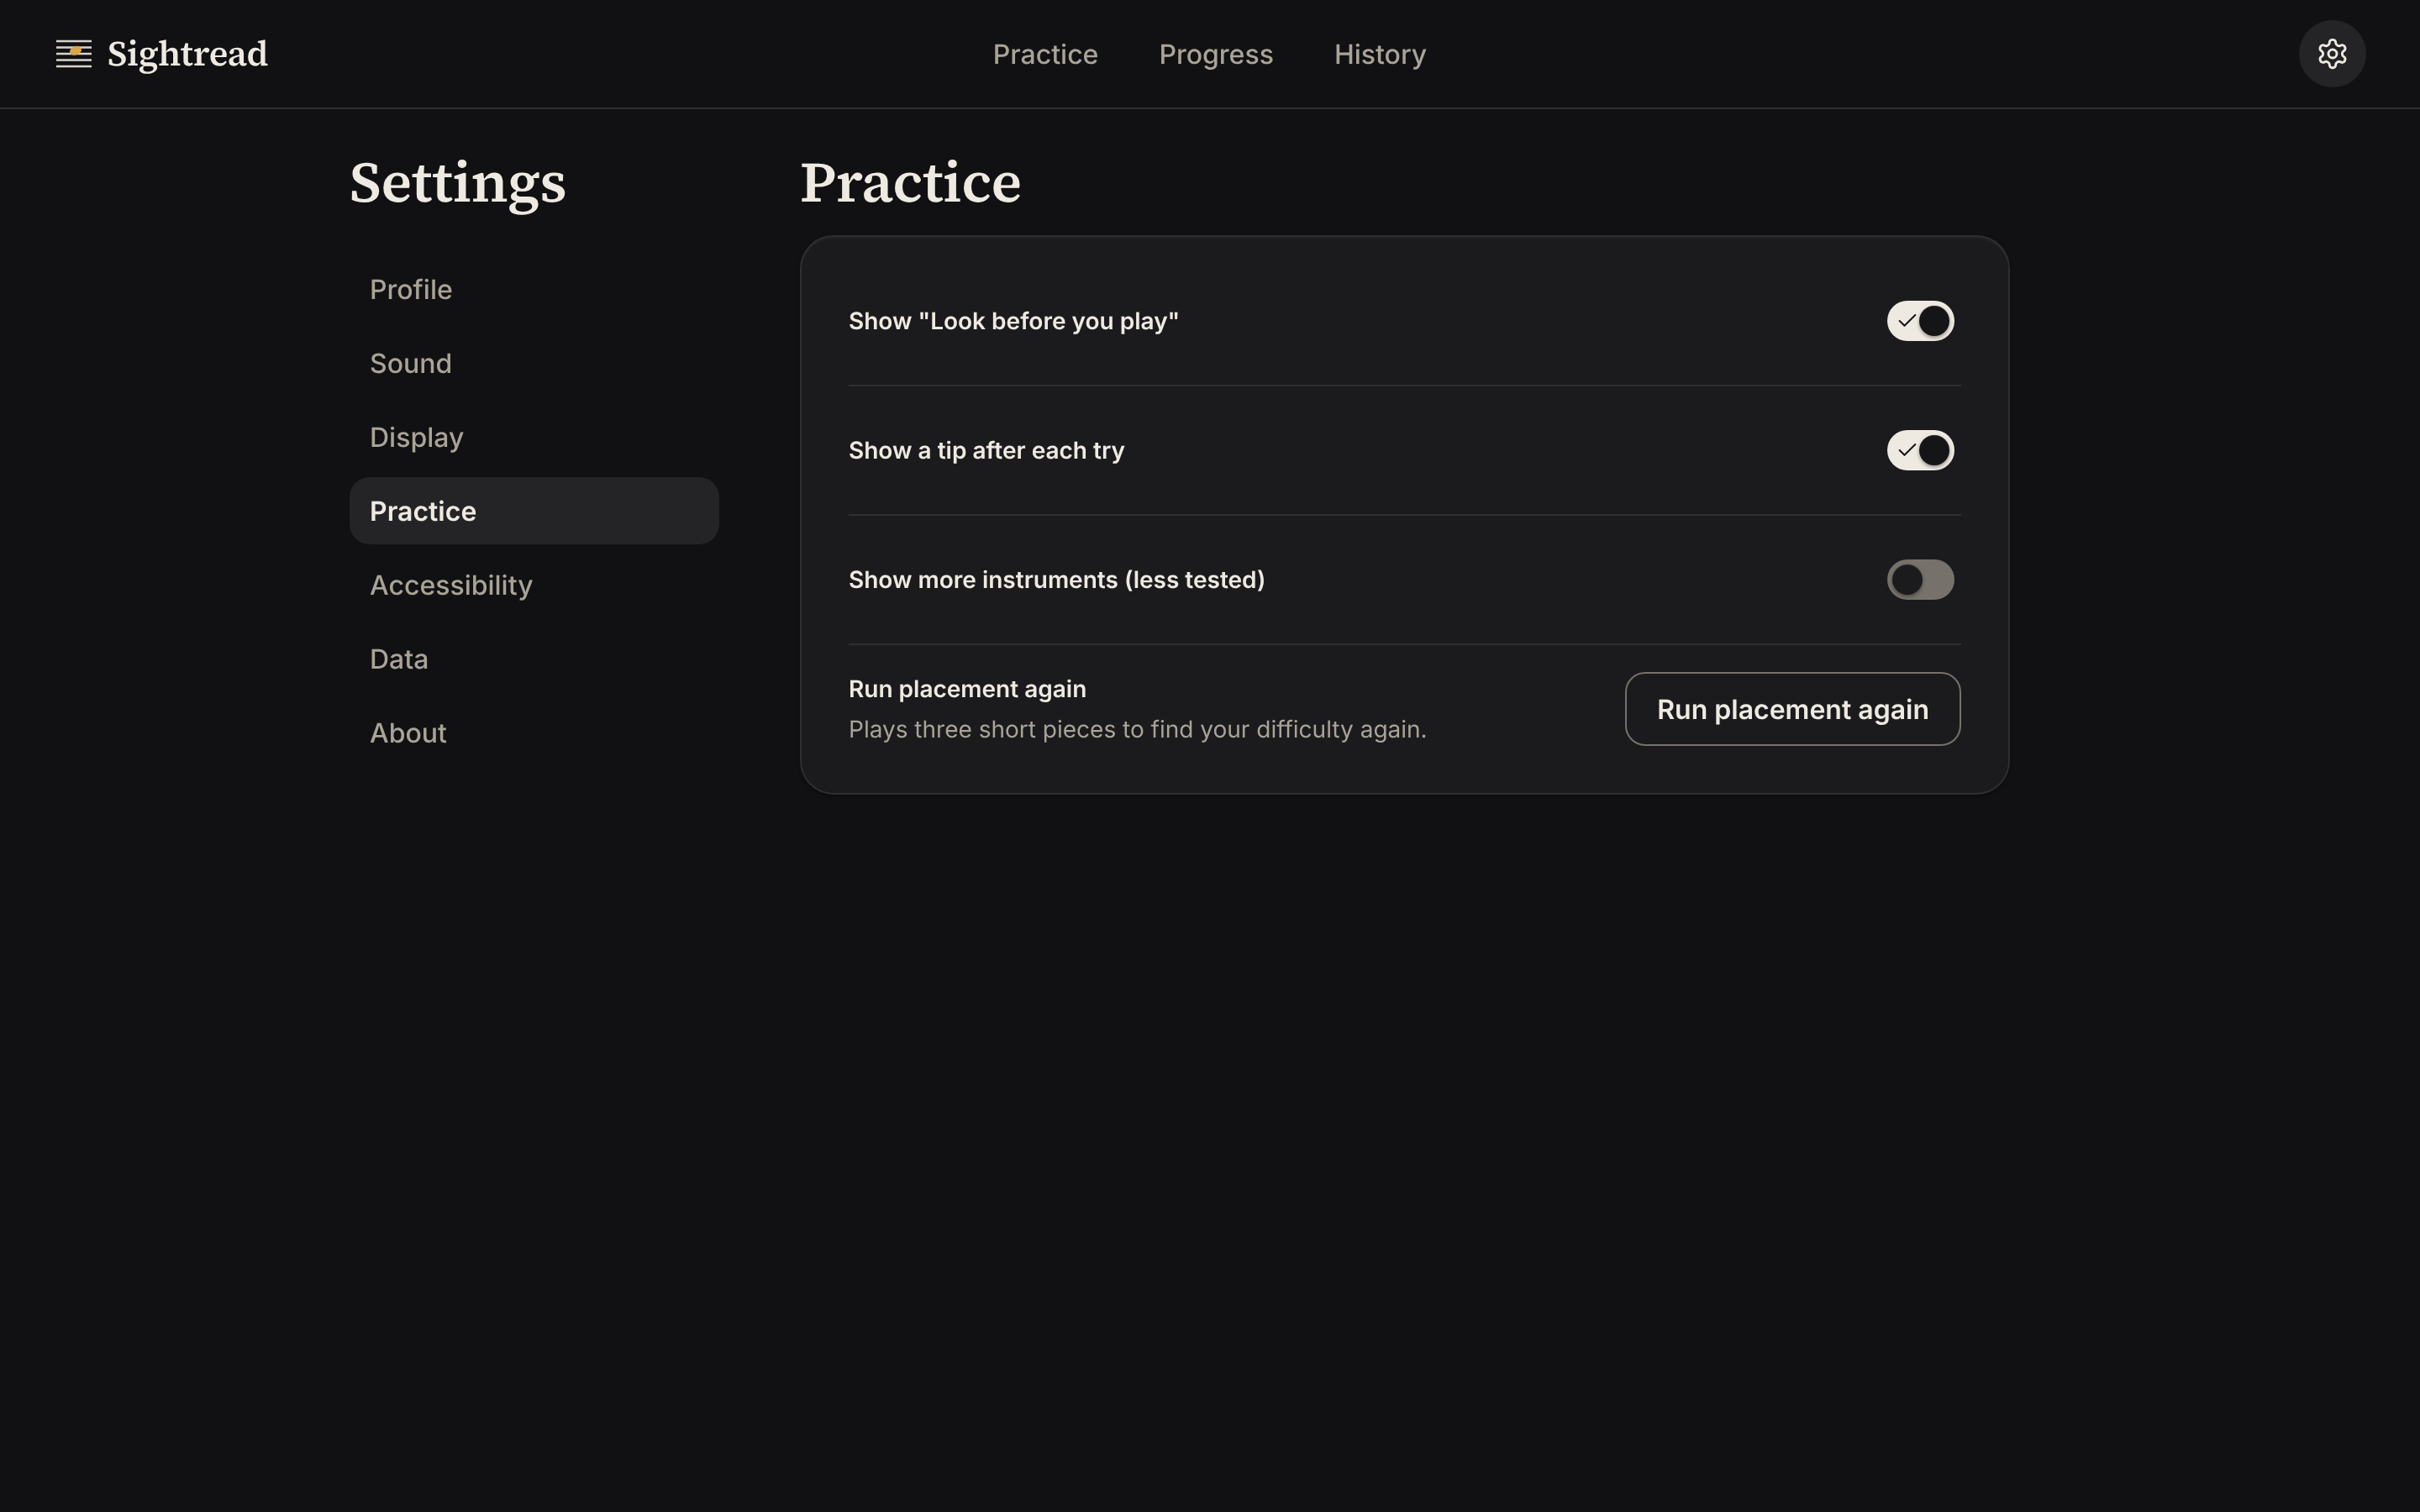 Sightread
Practice
Progress
History
Settings
Profile
Sound
Display
Practice
Accessibility
Data
About
Practice
Show "Look before you play"
Show a tip after each try
Show more instruments (less tested)
Run placement again
Plays three short pieces to find your difficulty again.
Run placement again